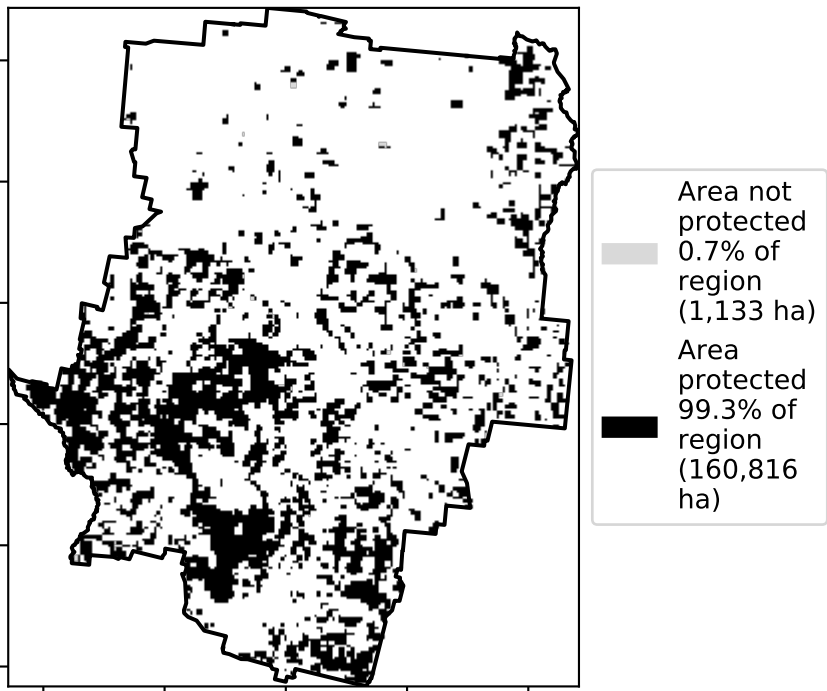 Area not
protected
0.7% of
region
(1,133 ha)
Area
protected
99.3% of
region
(160,816
ha)